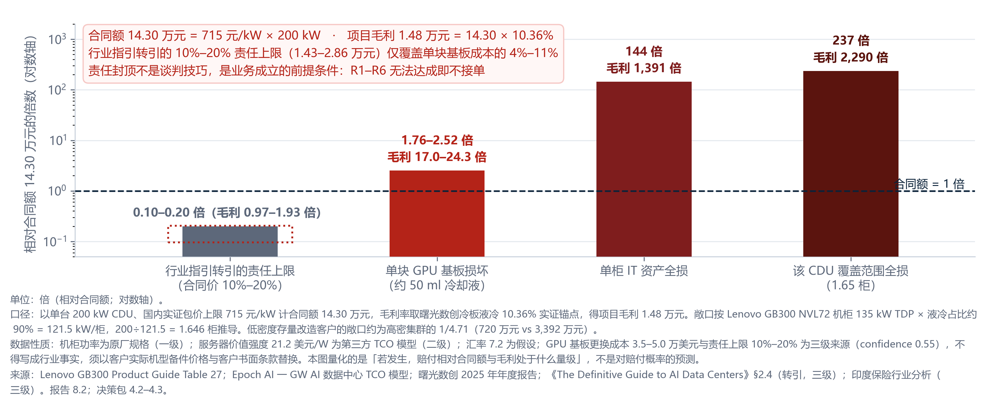 合同额 14.30 万元 = 715 元/kW × 200 kW · 项目毛利 1.48 万元 = 14.30 × 10.36%
行业指引转引的 10%–20% 责任上限（1.43–2.86 万元）仅覆盖单块基板成本的 4%–11%
责任封顶不是谈判技巧，是业务成立的前提条件：R1–R6 无法达成即不接单
相对合同额 14.30 万元的倍数（对数轴）
10³
10²
10¹
10⁰
10⁻¹
0.10–0.20 倍（毛利 0.97–1.93 倍）
1.76–2.52 倍
毛利 17.0–24.3 倍
144 倍
毛利 1,391 倍
237 倍
毛利 2,290 倍
合同额 = 1 倍
行业指引转引的责任上限
（合同价 10%–20%）
单块 GPU 基板损坏
（约 50 ml 冷却液）
单柜 IT 资产全损
该 CDU 覆盖范围全损
（1.65 柜）
单位：倍（相对合同额；对数轴）。
口径：以单台 200 kW CDU、国内实证包价上限 715 元/kW 计合同额 14.30 万元，毛利率取曙光数创冷板液冷 10.36% 实证锚点，得项目毛利 1.48 万元。敞口按 Lenovo GB300 NVL72 机柜 135 kW TDP × 液冷占比约
90% = 121.5 kW/柜，200÷121.5 = 1.646 柜推导。低密度存量改造客户的敞口约为高密集群的 1/4.71（720 万元 vs 3,392 万元）。
数据性质：机柜功率为原厂规格（一级）；服务器价值强度 21.2 美元/W 为第三方 TCO 模型（二级）；汇率 7.2 为假设；GPU 基板更换成本 3.5–5.0 万美元与责任上限 10%–20% 为三级来源（confidence 0.55），不
得写成行业事实，须以客户实际机型备件价格与客户书面条款替换。本图量化的是「若发生，赔付相对合同额与毛利处于什么量级」，不是对赔付概率的预测。
来源：Lenovo GB300 Product Guide Table 27；Epoch AI — GW AI 数据中心 TCO 模型；曙光数创 2025 年年度报告；《The Definitive Guide to AI Data Centers》§2.4（转引，三级）；印度保险行业分析（
三级）。报告 8.2；决策包 4.2–4.3。